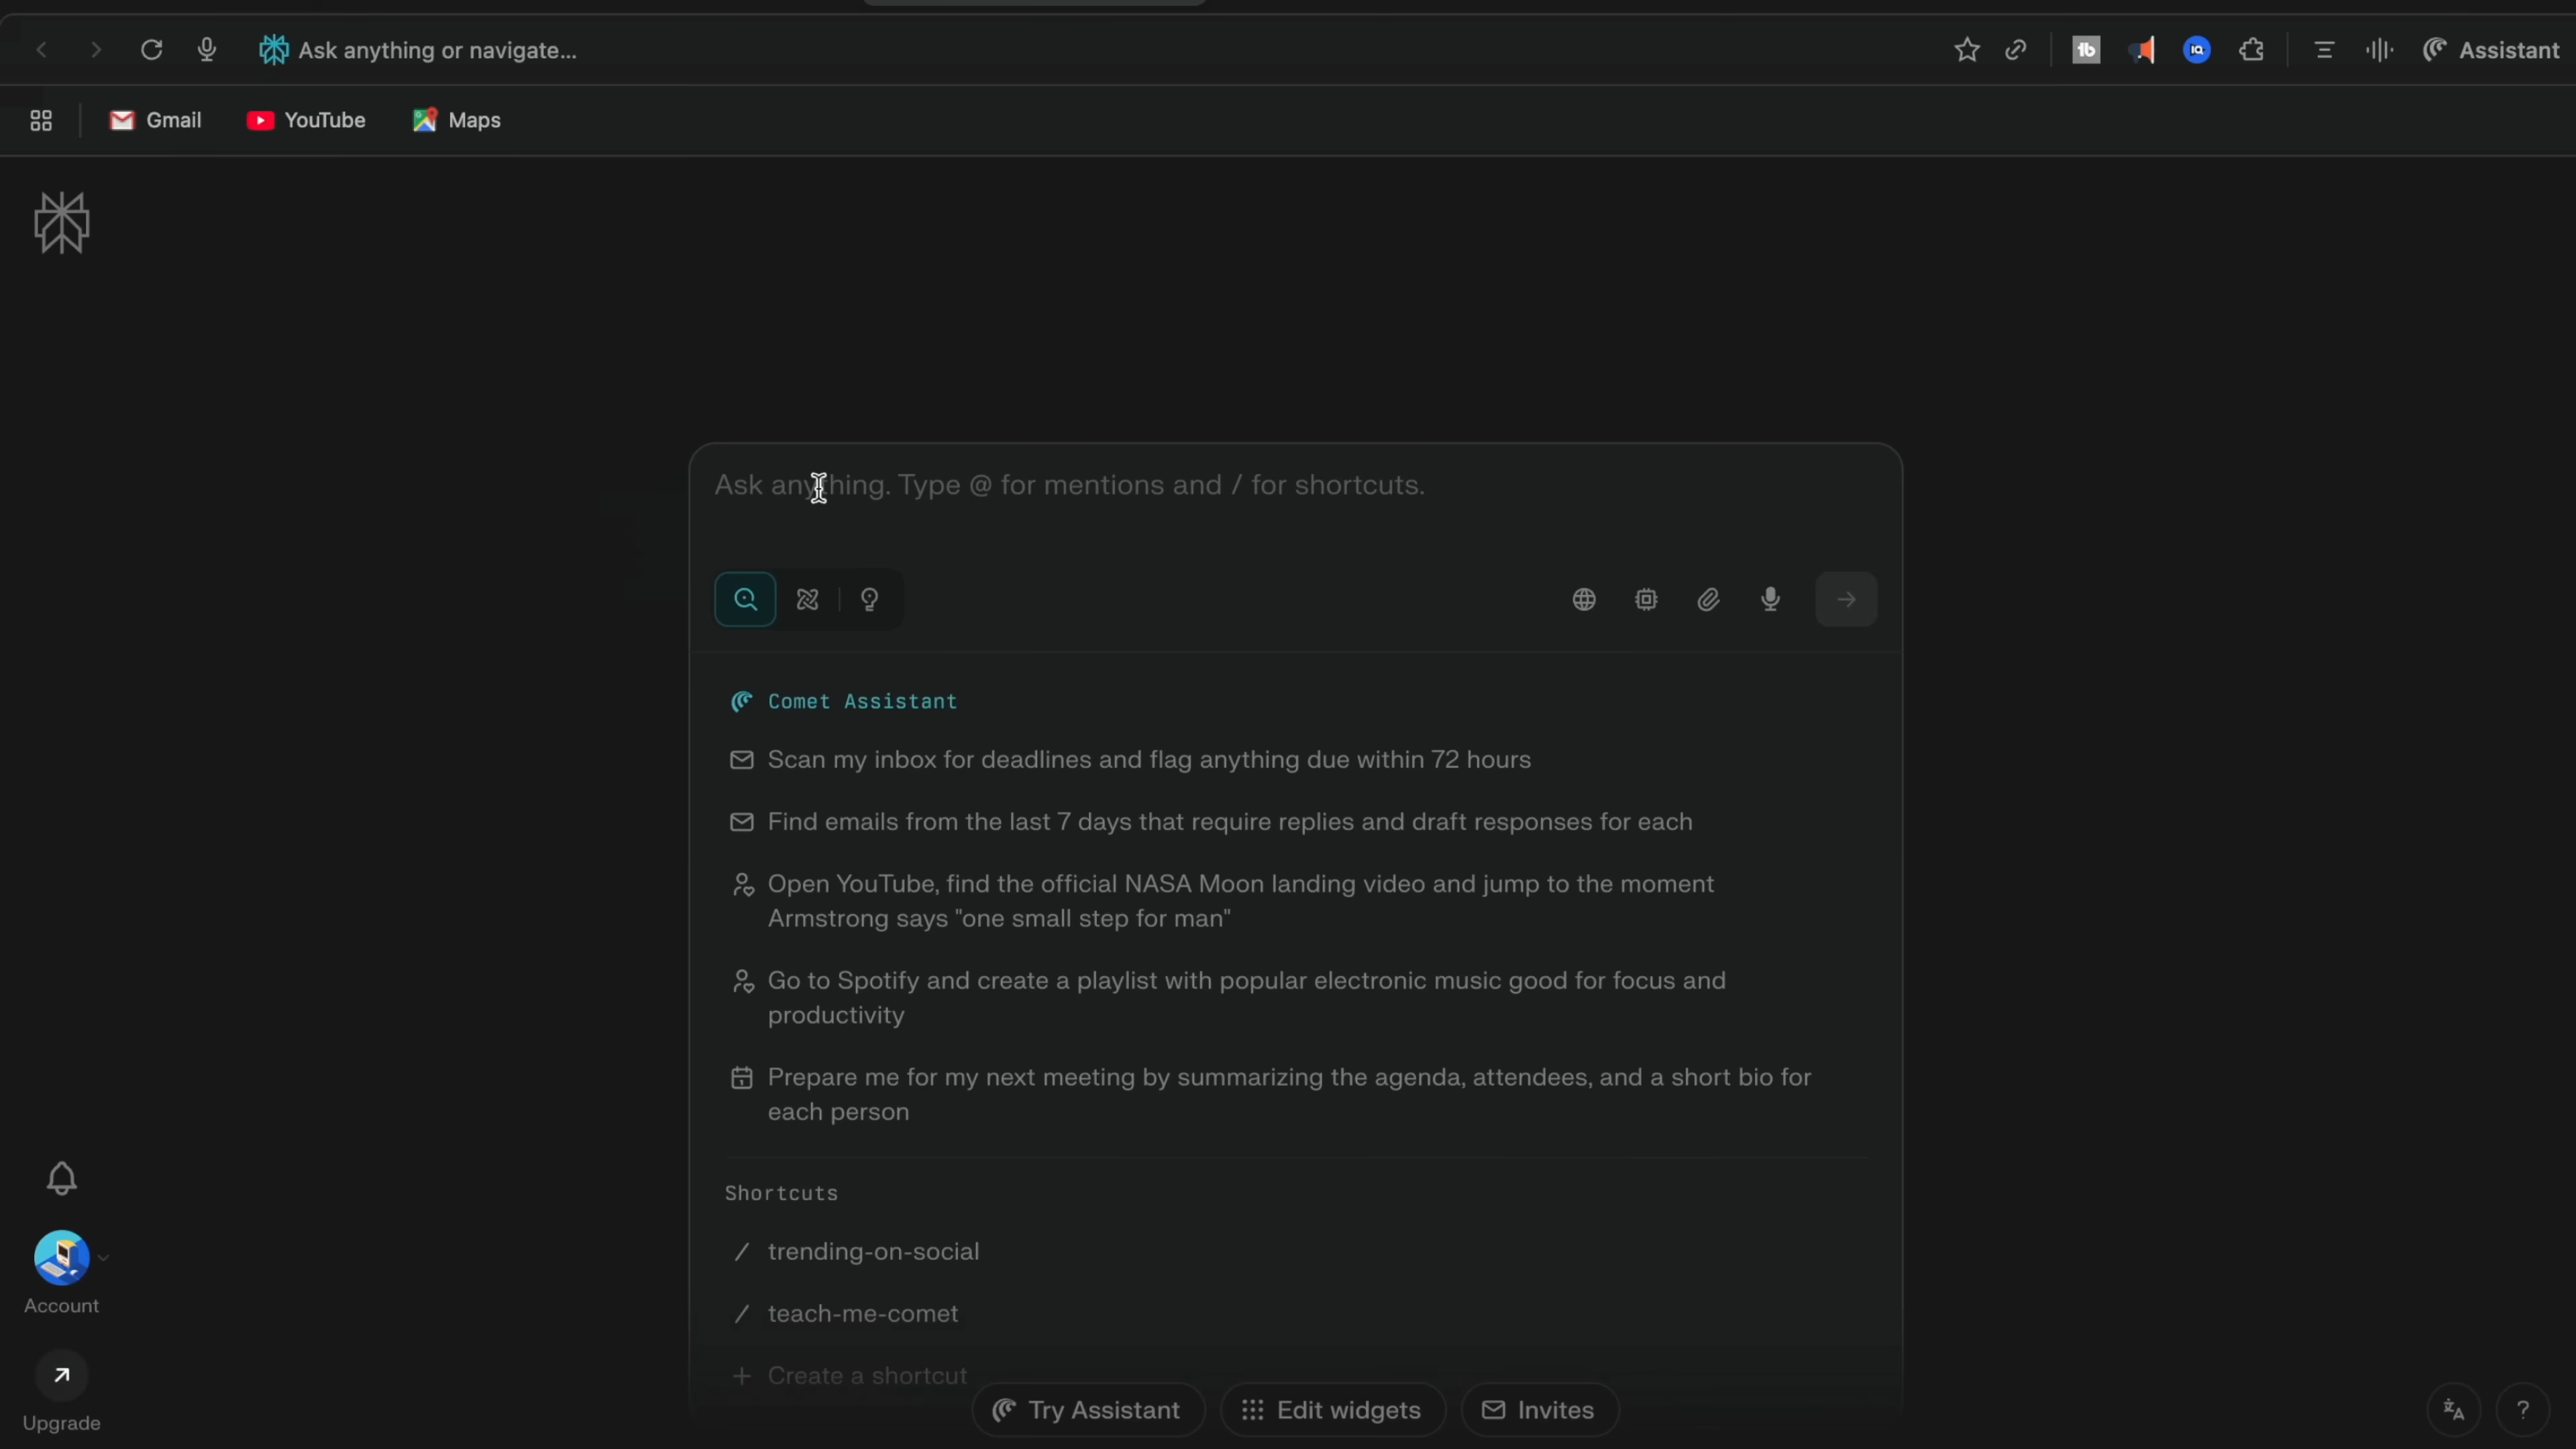 Ask anything or navigate...
Assistant
Gmail
YouTube
Maps
Ask anything. Type @ for mentions and / for shortcuts.
Comet Assistant
Scan my inbox for deadlines and flag anything due within 72 hours
Find emails from the last 7 days that require replies and draft responses for each
Open YouTube, find the official NASA Moon landing video and jump to the moment
Armstrong says "one small step for man"
Go to Spotify and create a playlist with popular electronic music good for focus and
productivity
Prepare me for my next meeting by summarizing the agenda, attendees, and a short bio for
each person
Shortcuts
/ trending-on-social
/ teach-me-comet
+ Create a shortcut
Account
Upgrade
Try Assistant
Edit widgets
Invites
?